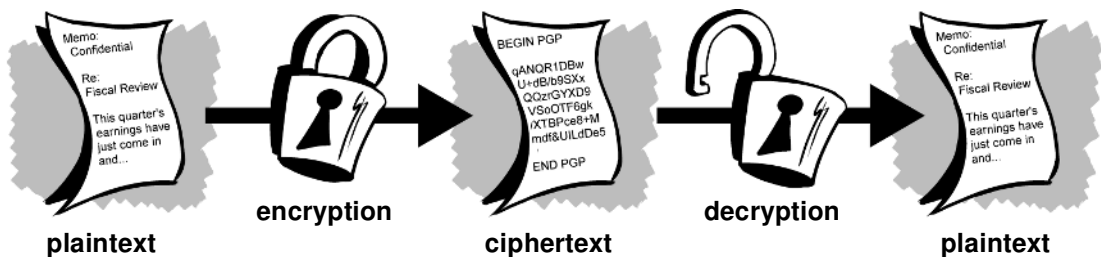 Memo:
Confidential
Re:
Fiscal Review
This quarter's
earnings have
just come in
and...
plaintext
encryption
BEGIN PGP
qANQR1DBw
U+dB/b9SXx
QQzrGYXD9
VSoOTF6gk
iXTBPce8+M
mdf&UILdDe5
END PGP
ciphertext
decryption
Memo:
Confidential
Re:
Fiscal Review
This quarter's
earnings have
just come in
and...
plaintext